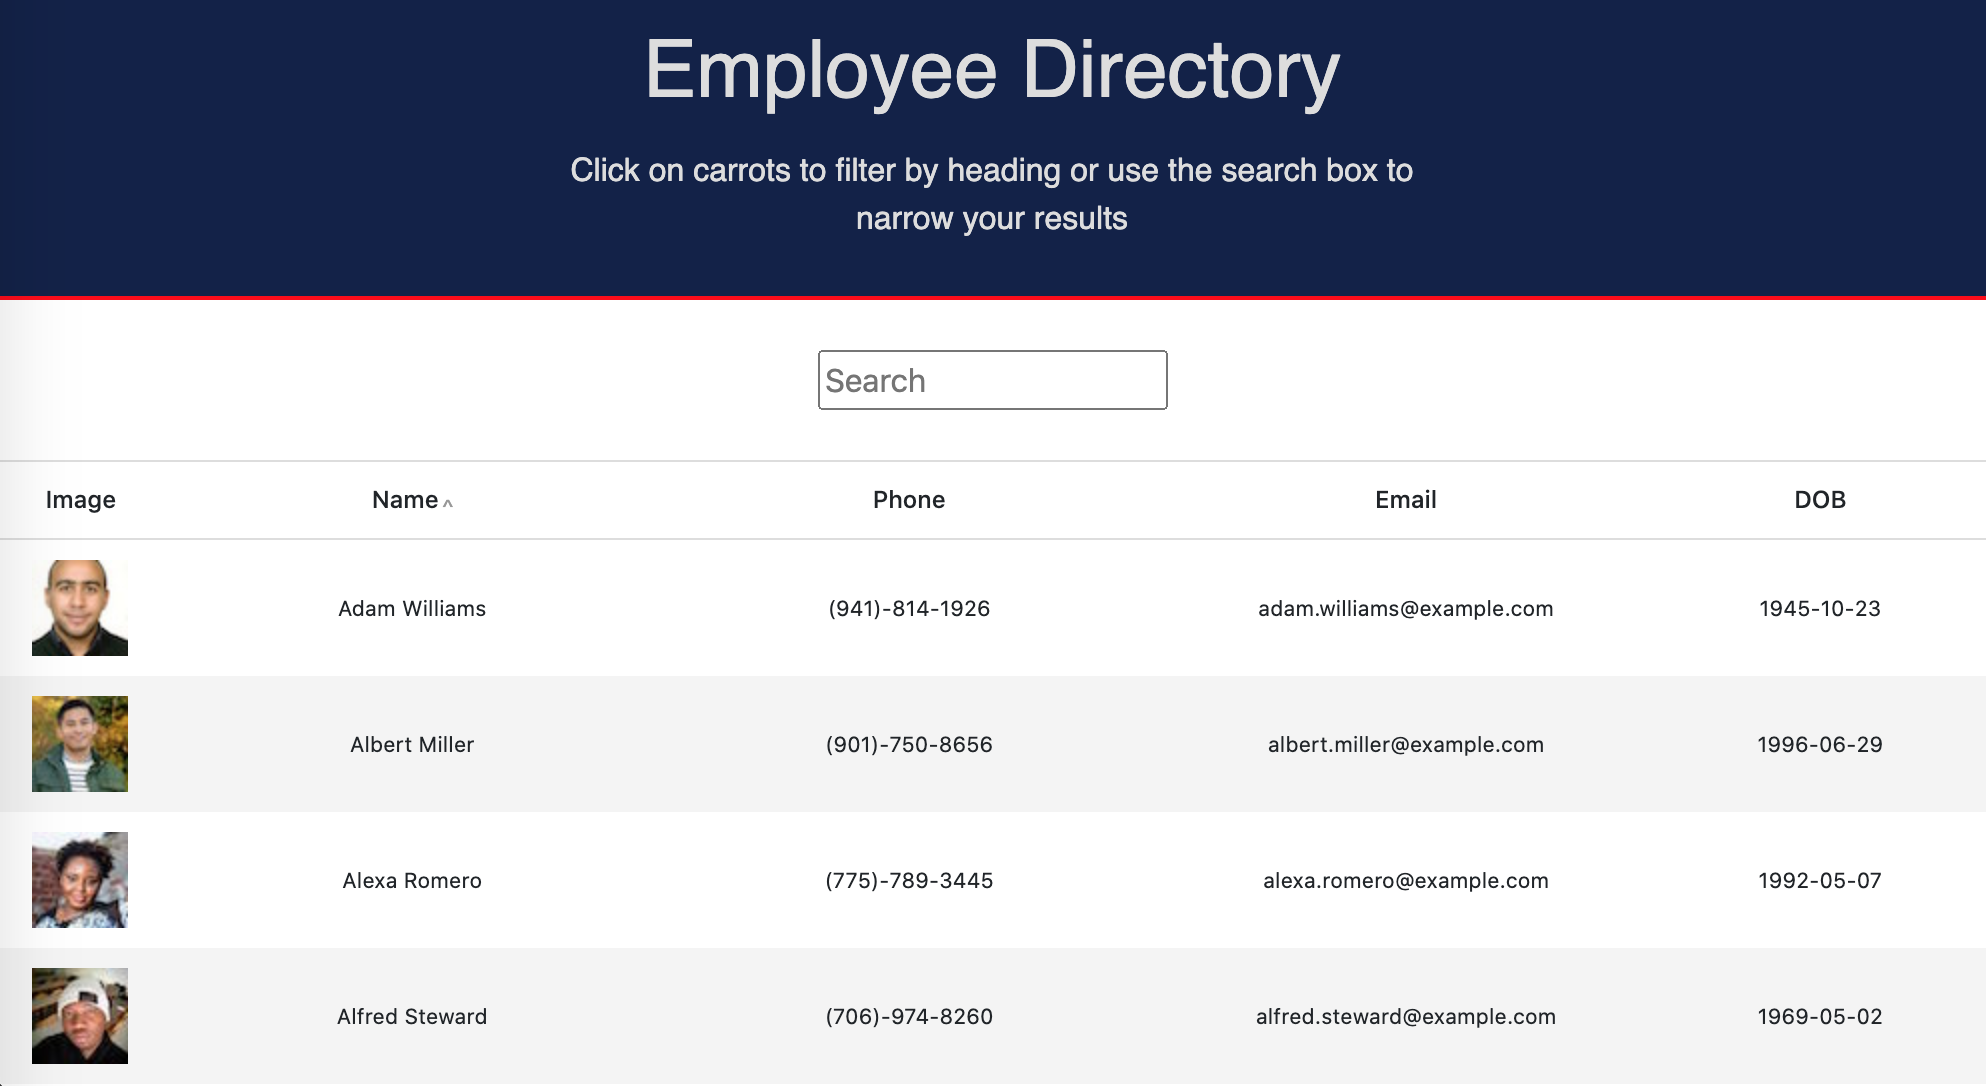 Employee Directory
Click on carrots to filter by heading or use the search box to
narrow your results
Search
Image Name ^ Phone Email DOB
Adam Williams (941)-814-1926 adam.williams@example.com 1945-10-23
Albert Miller (901)-750-8656 albert.miller@example.com 1996-06-29
Alexa Romero (775)-789-3445 alexa.romero@example.com 1992-05-07
Alfred Steward (706)-974-8260 alfred.steward@example.com 1969-05-02